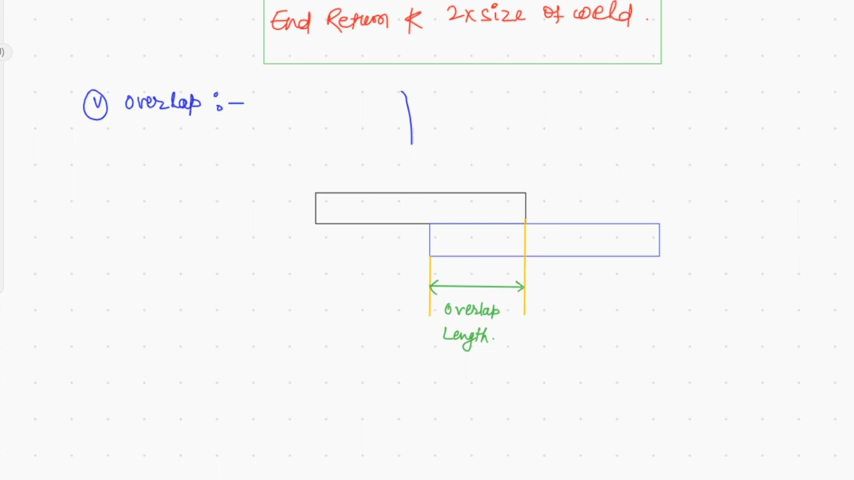 End Return ≮ 2x size of weld.
(V) overlap :-
overlap
Length.